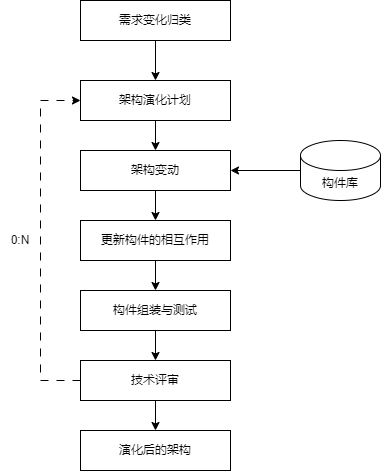 需求变化归类
架构演化计划
架构变动
构件库
更新构件的相互作用
0:N
构件组装与测试
技术评审
演化后的架构